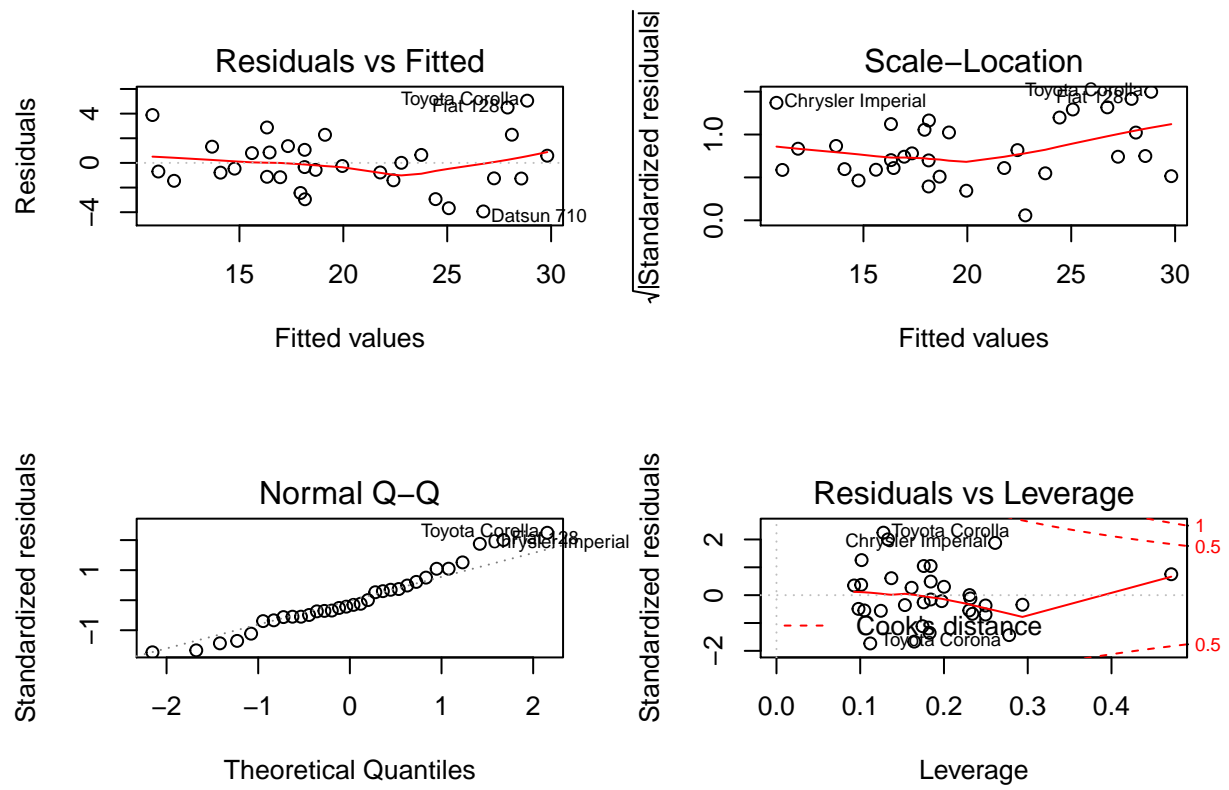 Residuals vs Fitted
Residuals
4
0
−4
Toyota Corolla
Fiat 128
Datsun 710
15 20 25 30
Fitted values
Scale−Location
√|Standardized residuals|
1.0
0.0
Chrysler Imperial
Toyota Corolla
Fiat 128
15 20 25 30
Fitted values
Normal Q−Q
Standardized residuals
1
−1
Toyota Corolla
Fiat 128
Chrysler Imperial
−2 −1 0 1 2
Theoretical Quantiles
Residuals vs Leverage
Standardized residuals
2
0
−2
Toyota Corolla
Chrysler Imperial
Cook's distance
Toyota Corona
1
0.5
0.5
0.0 0.1 0.2 0.3 0.4
Leverage